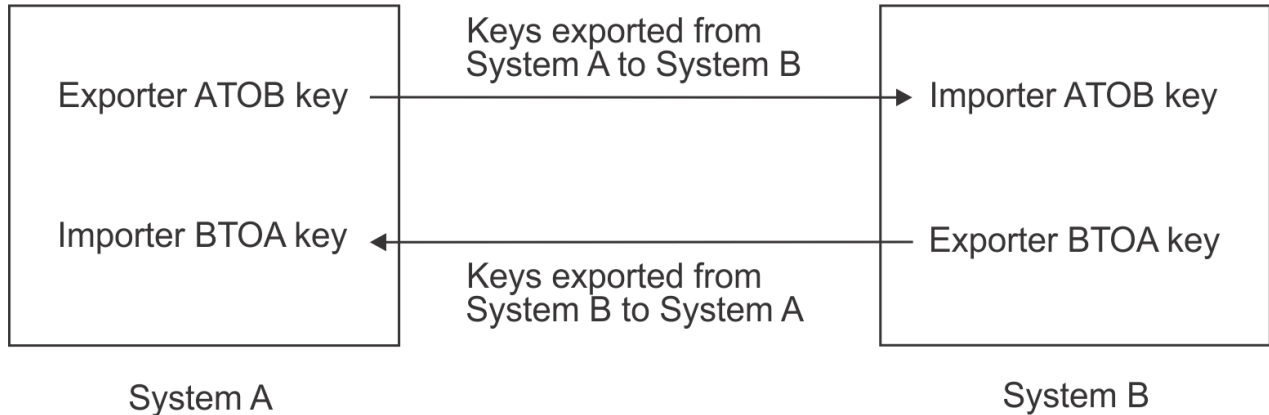 Keys exported from
System A to System B
Exporter ATOB key
Importer ATOB key
Importer BTOA key
Exporter BTOA key
Keys exported from
System B to System A
System A
System B